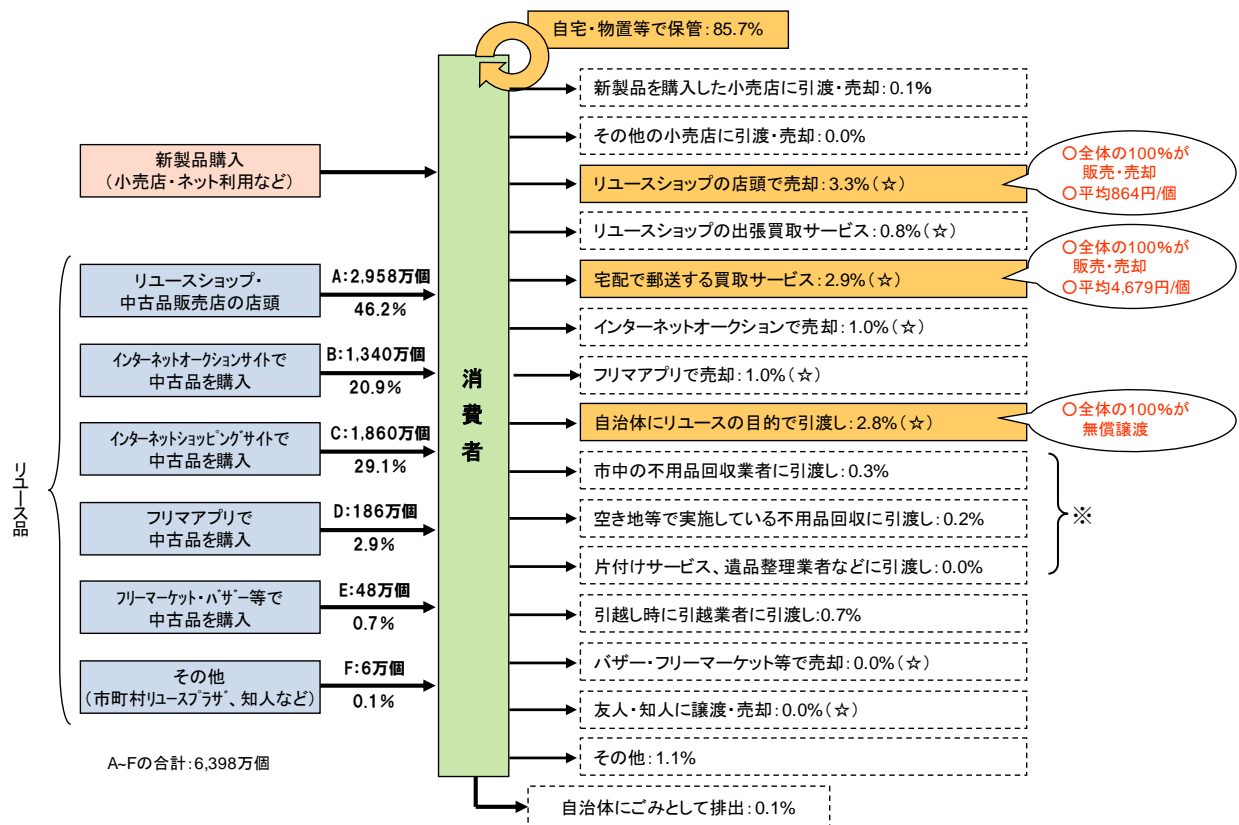 自宅・物置等で保管：85.7%
新製品を購入した小売店に引渡・売却：0.1%
その他の小売店に引渡・売却：0.0%
リユースショップの店頭で売却：3.3%（☆）
○全体の100%が
販売・売却
○平均864円/個
リユースショップの出張買取サービス：0.8%（☆）
宅配で郵送する買取サービス：2.9%（☆）
○全体の100%が
販売・売却
○平均4,679円/個
インターネットオークションで売却：1.0%（☆）
フリマアプリで売却：1.0%（☆）
自治体にリユースの目的で引渡し：2.8%（☆）
○全体の100%が
無償譲渡
市中の不用品回収業者に引渡し：0.3%
空き地等で実施している不用品回収に引渡し：0.2%
片付けサービス、遺品整理業者などに引渡し：0.0%
※
引越し時に引越業者に引渡し：0.7%
バザー・フリーマーケット等で売却：0.0%（☆）
友人・知人に譲渡・売却：0.0%（☆）
その他：1.1%
自治体にごみとして排出：0.1%
消費者
新製品購入
（小売店・ネット利用など）
リユース品
リユースショップ・
中古品販売店の店頭
A：2,958万個
46.2%
インターネットオークションサイトで
中古品を購入
B：1,340万個
20.9%
インターネットショッピングサイトで
中古品を購入
C：1,860万個
29.1%
フリマアプリで
中古品を購入
D：186万個
2.9%
フリーマーケット・バザー等で
中古品を購入
E：48万個
0.7%
その他
（市町村リユースプラザ、知人など）
F：6万個
0.1%
A~Fの合計：6,398万個